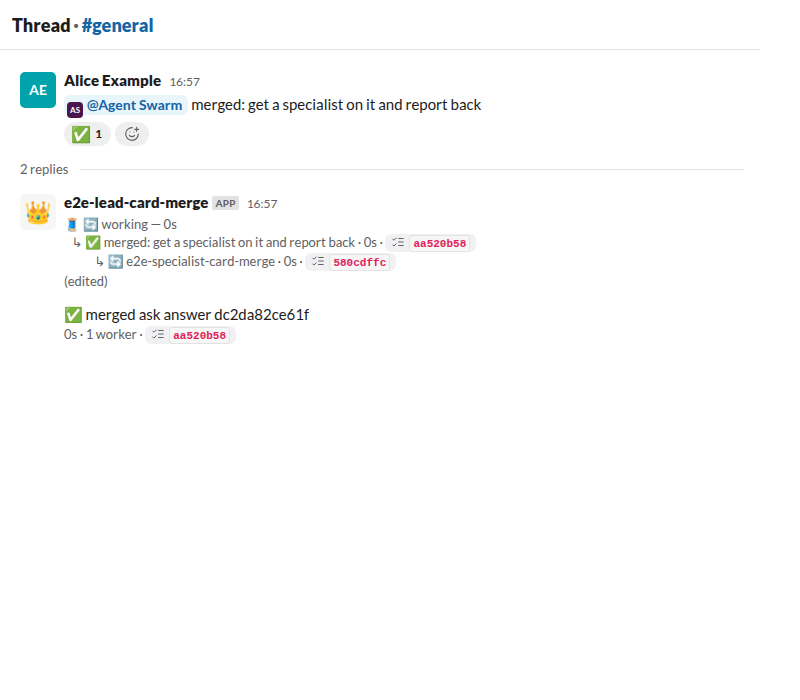 Thread · #general
AE
Alice Example 16:57
AS @Agent Swarm merged: get a specialist on it and report back
✅ 1
2 replies
e2e-lead-card-merge APP 16:57
🧵 🔄 working — 0s
↳ ✅ merged: get a specialist on it and report back · 0s · aa520b58
↳ 🔄 e2e-specialist-card-merge · 0s · 580cdffc
(edited)
✅ merged ask answer dc2da82ce61f
0s · 1 worker · aa520b58